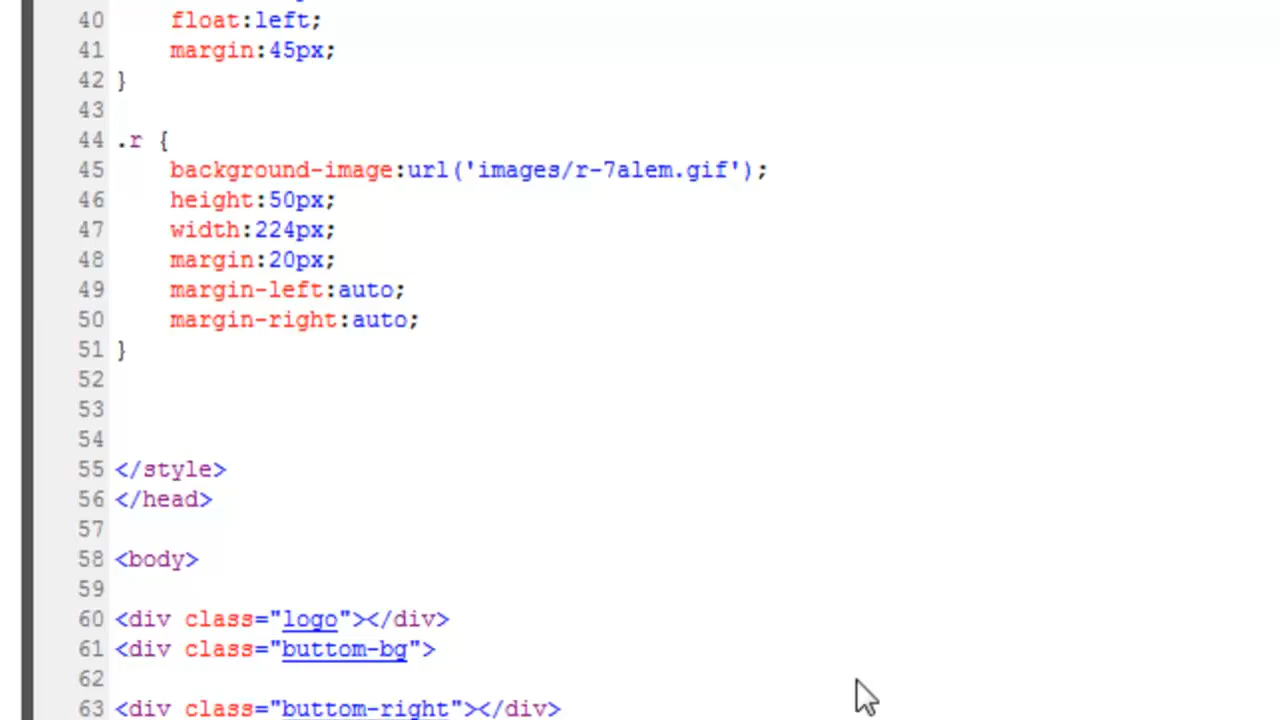 40 float:left;
41 margin:45px;
42 }
43
44 .r {
45 background-image:url('images/r-7alem.gif');
46 height:50px;
47 width:224px;
48 margin:20px;
49 margin-left:auto;
50 margin-right:auto;
51 }
52
53
54
55 </style>
56 </head>
57
58 <body>
59
60 <div class="logo"></div>
61 <div class="buttom-bg">
62
63 <div class="buttom-right"></div>